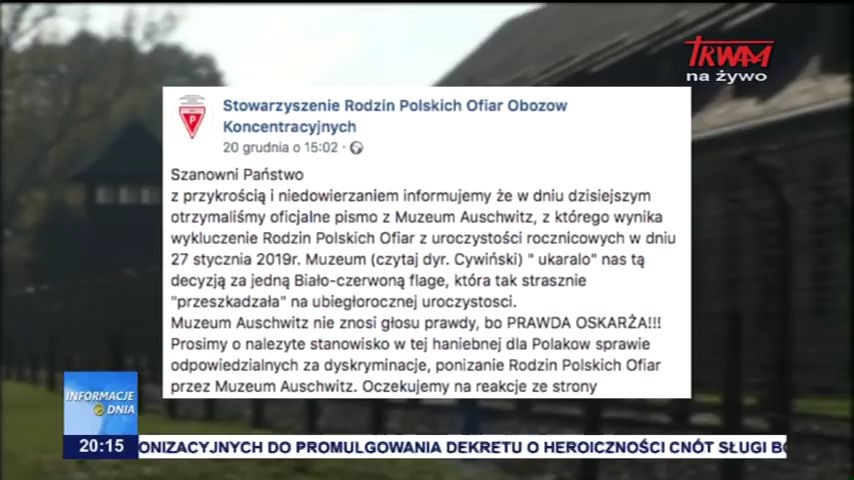 TRWAM
na żywo
P
Stowarzyszenie Rodzin Polskich Ofiar Obozow
Koncentracyjnych
20 grudnia o 15:02 ·
Szanowni Państwo
z przykrością i niedowierzaniem informujemy że w dniu dzisiejszym
otrzymaliśmy oficjalne pismo z Muzeum Auschwitz, z którego wynika
wykluczenie Rodzin Polskich Ofiar z uroczystości rocznicowych w dniu
27 stycznia 2019r. Muzeum (czytaj dyr. Cywiński) " ukaralo" nas tą
decyzją za jedną Biało-czerwoną flage, która tak strasznie
"przeszkadzała" na ubiegłorocznej uroczystosci.
Muzeum Auschwitz nie znosi głosu prawdy, bo PRAWDA OSKARŻA!!!
Prosimy o nalezyte stanowisko w tej haniebnej dla Polakow sprawie
odpowiedzialnych za dyskryminacje, ponizanie Rodzin Polskich Ofiar
przez Muzeum Auschwitz. Oczekujemy na reakcje ze strony
INFORMACJE
DNIA
20:15 ONIZACYJNYCH DO PROMULGOWANIA DEKRETU O HEROICZNOŚCI CNÓT SŁUGI